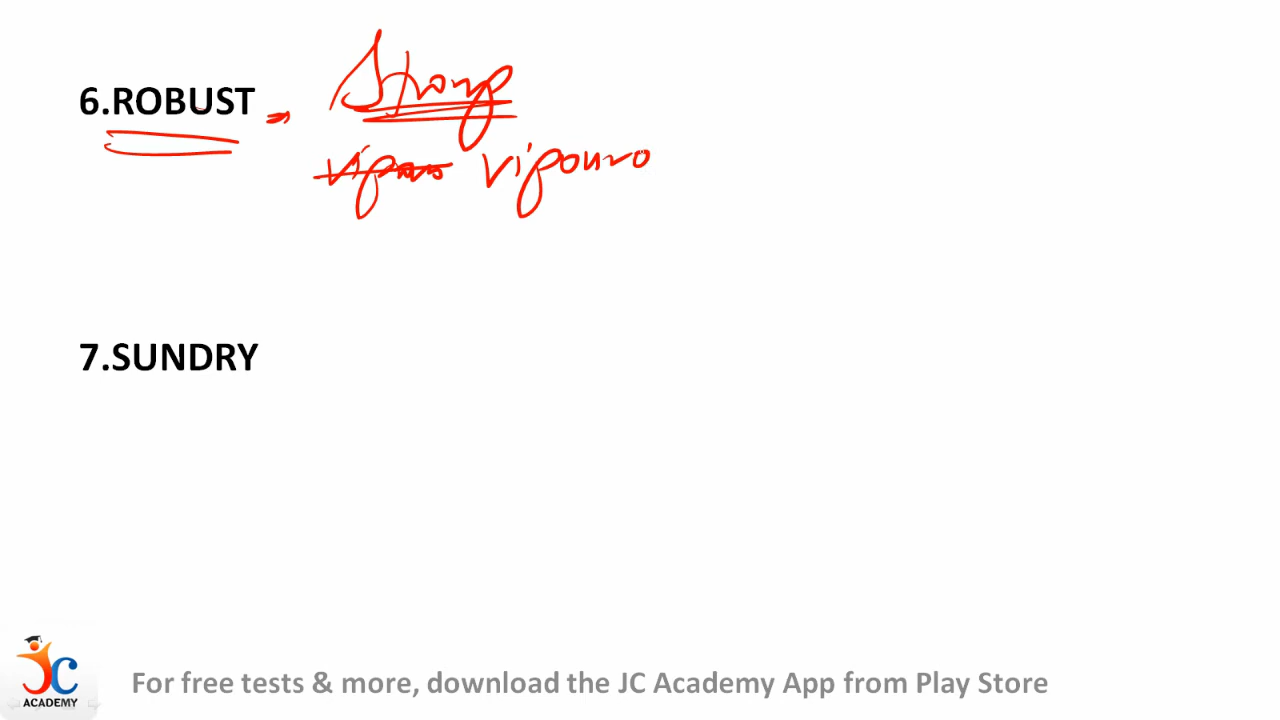 6.ROBUST = Strong
vigouro
7.SUNDRY
JC
ACADEMY
For free tests & more, download the JC Academy App from Play Store